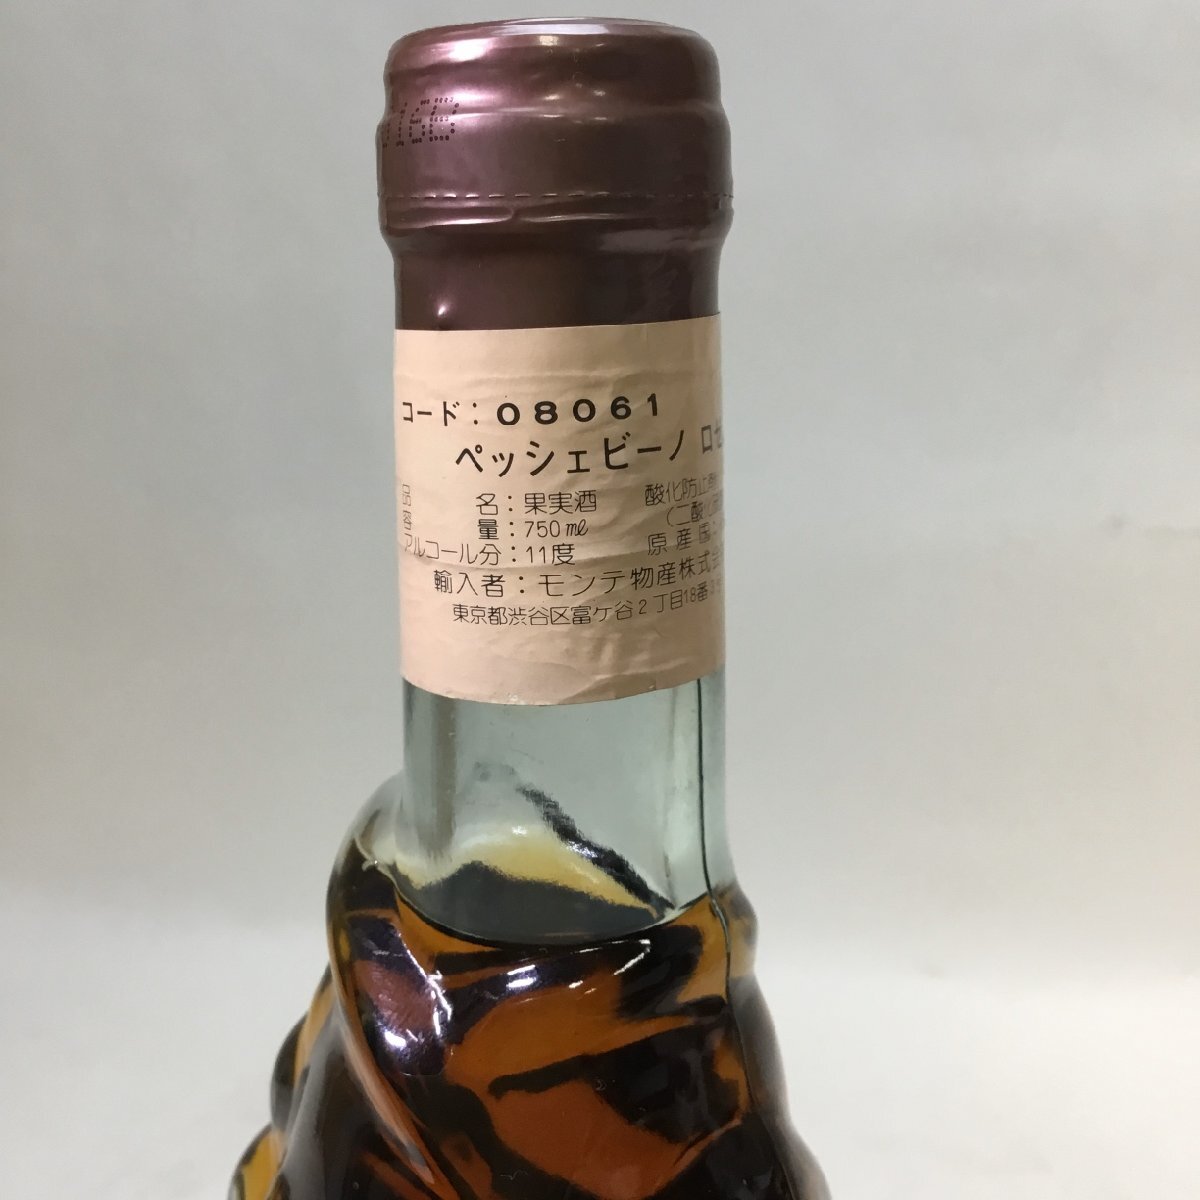 コード：08061
ペッシェビーノ ロゼ
品　名：果実酒　酸化防止剤
容　量：750ml　（二酸化
アルコール分：11度　原産国
輸入者：モンテ物産株式会
東京都渋谷区富ケ谷2丁目18番